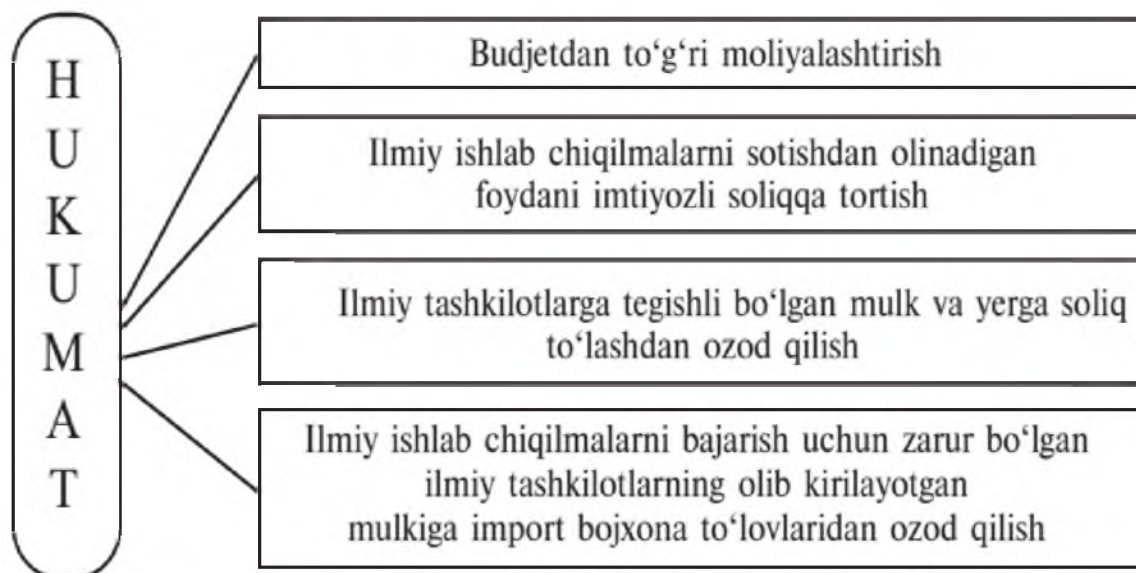 HUKUMAT
Budjetdan to‘g‘ri moliyalashtirish
Ilmiy ishlab chiqilmalarni sotishdan olinadigan
foydani imtiyozli soliqqa tortish
Ilmiy tashkilotlarga tegishli bo‘lgan mulk va yerga soliq
to‘lashdan ozod qilish
Ilmiy ishlab chiqilmalarni bajarish uchun zarur bo‘lgan
ilmiy tashkilotlarning olib kirilayotgan
mulkiga import bojxona to‘lovlaridan ozod qilish